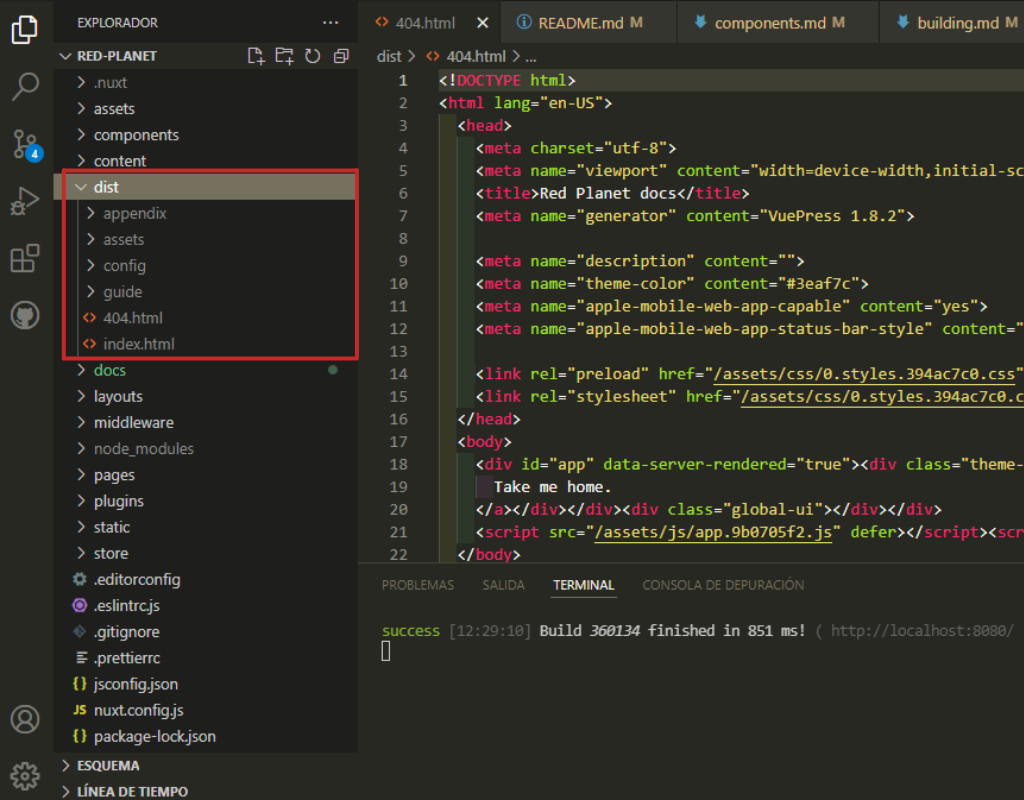 EXPLORADOR
RED-PLANET
.nuxt
assets
components
content
dist
appendix
assets
config
guide
404.html
index.html
docs
layouts
middleware
node_modules
pages
plugins
static
store
.editorconfig
.eslintrc.js
.gitignore
.prettierrc
jsconfig.json
JS nuxt.config.js
package-lock.json
ESQUEMA
LÍNEA DE TIEMPO
4
404.html
README.md M
components.md M
building.md M
dist > 404.html > ...
1 <!DOCTYPE html>
2 <html lang="en-US">
3 <head>
4 <meta charset="utf-8">
5 <meta name="viewport" content="width=device-width,initial-sc
6 <title>Red Planet docs</title>
7 <meta name="generator" content="VuePress 1.8.2">
8
9 <meta name="description" content="">
10 <meta name="theme-color" content="#3eaf7c">
11 <meta name="apple-mobile-web-app-capable" content="yes">
12 <meta name="apple-mobile-web-app-status-bar-style" content="
13
14 <link rel="preload" href="/assets/css/0.styles.394ac7c0.css"
15 <link rel="stylesheet" href="/assets/css/0.styles.394ac7c0.c
16 </head>
17 <body>
18 <div id="app" data-server-rendered="true"><div class="theme-
19 Take me home.
20 </a></div></div><div class="global-ui"></div></div>
21 <script src="/assets/js/app.9b0705f2.js" defer></script><scr
22 </body>
PROBLEMAS
SALIDA
TERMINAL
CONSOLA DE DEPURACIÓN
success [12:29:10] Build 360134 finished in 851 ms! ( http://localhost:8080/